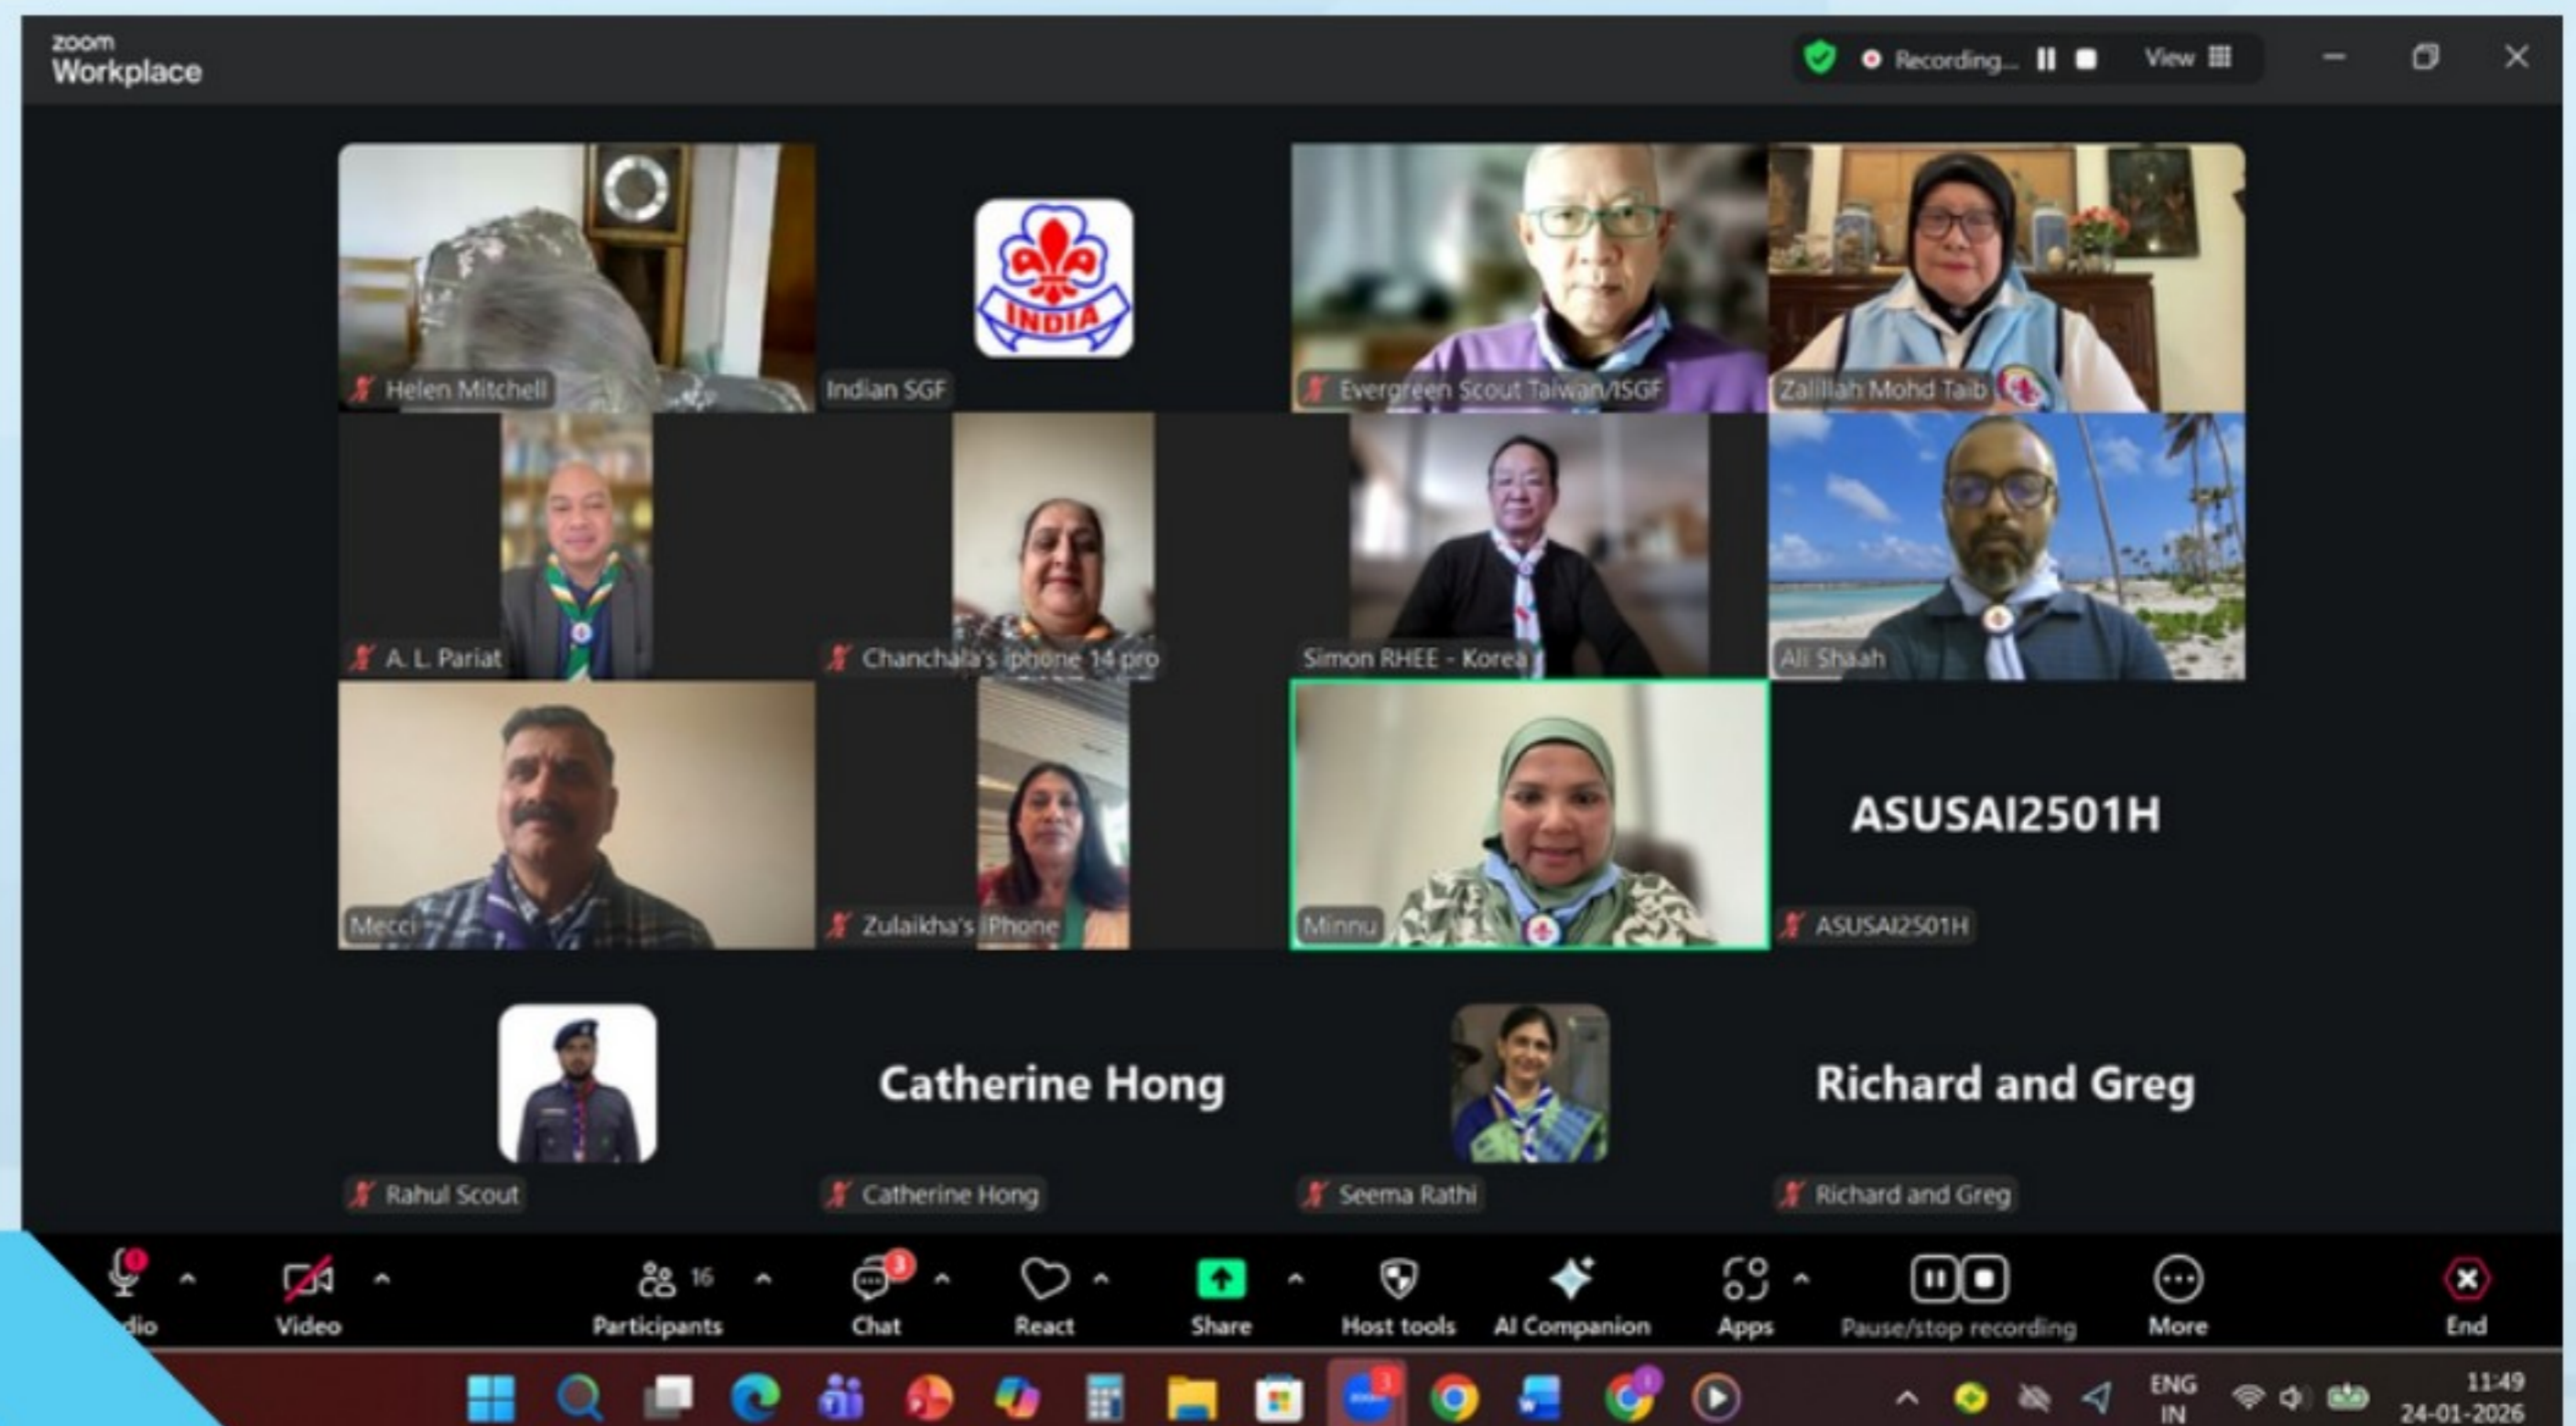 zoom
Workplace
Recording...
View
INDIA
Helen Mitchell
Indian SGF
Evergreen Scout Taiwan/ISGF
Zalillah Mohd Taib
A. L. Pariat
Chanchala's iphone 14 pro
Simon RHEE - Korea
Ali Shaah
ASUSAI2501H
Mecci
Zulaikha's iPhone
Minnu
ASUSAI2501H
Catherine Hong
Richard and Greg
Rahul Scout
Catherine Hong
Seema Rathi
Richard and Greg
16
3
dio
Video
Participants
Chat
React
Share
Host tools
AI Companion
Apps
Pause/stop recording
More
End
zoom
3
ENG
IN
11:49
24-01-2026